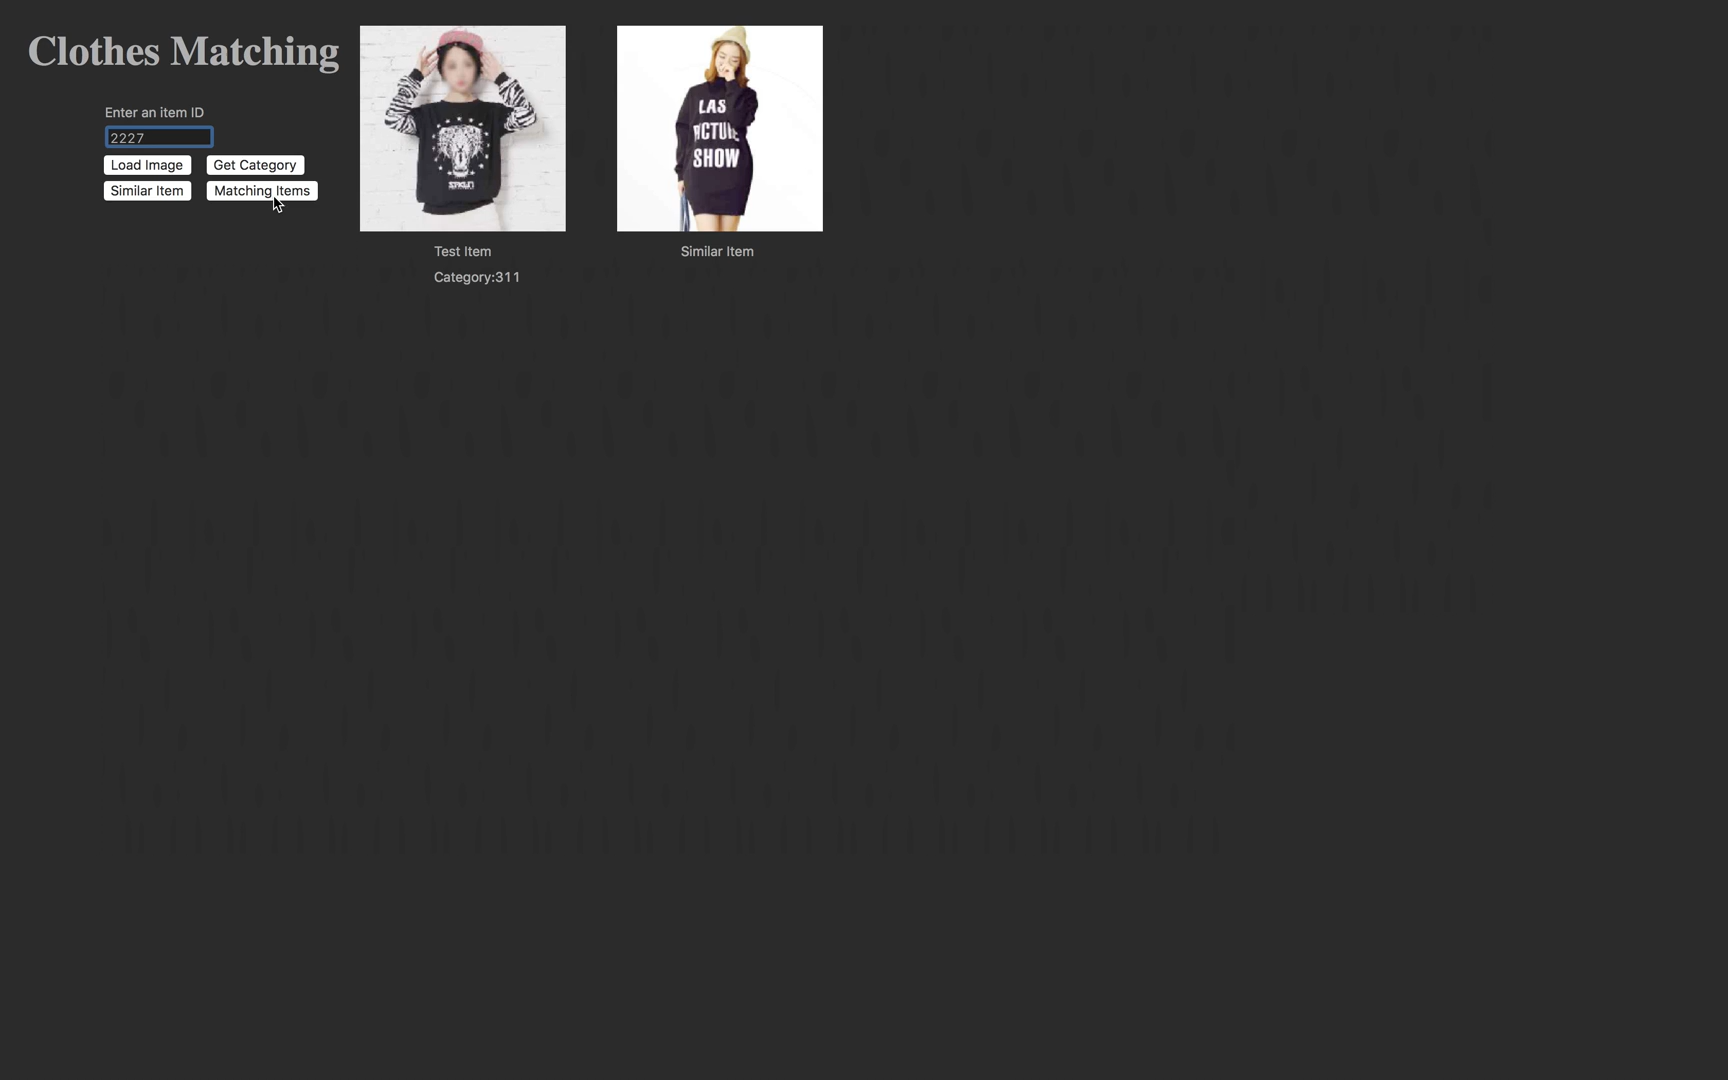 Clothes Matching
Enter an item ID
2227
Load Image
Get Category
Similar Item
Matching Items
LAS
SHOW
Test Item
Category:311
Similar Item